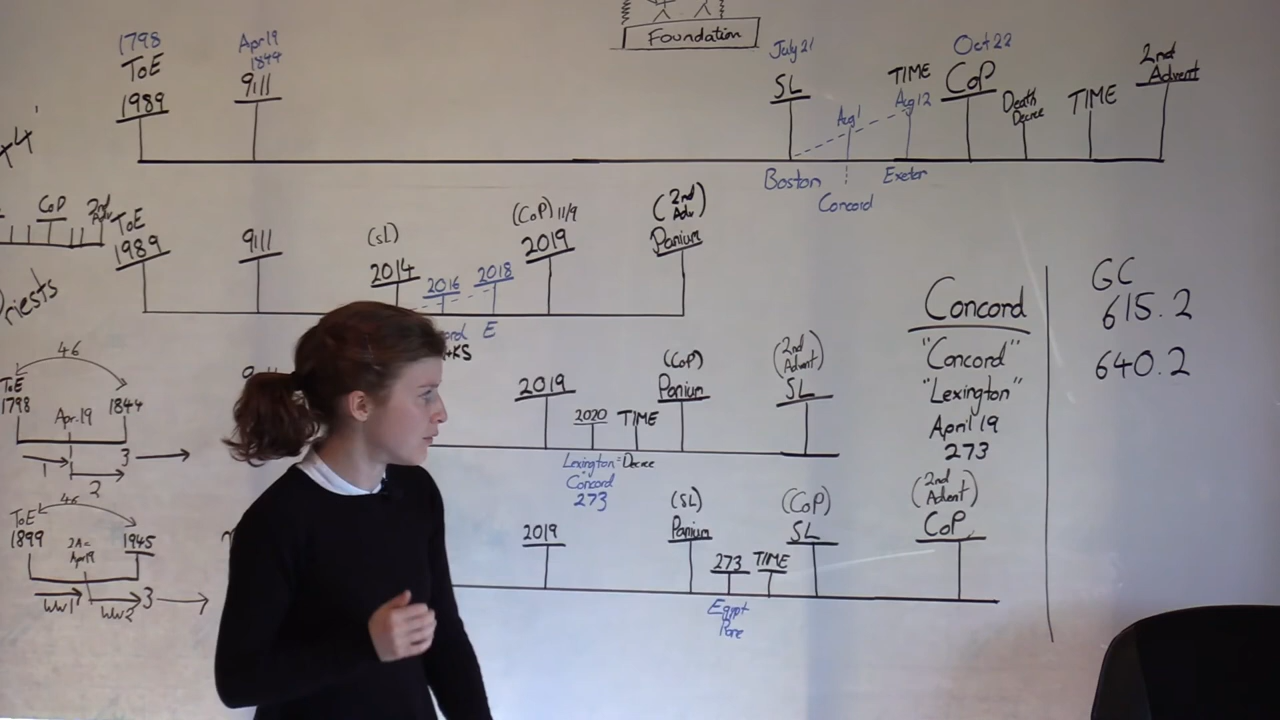 Foundation
1798
ToE
1989
Apr 19
1844
9:11
July 21
SL
Aug 1
TIME
Aug 12
Oct 22
CoP
Death
Decree
TIME
2nd
Advent
Boston
Concord
Exeter
CoP
2nd
Adv
ToE
1989
9:11
(SL)
2014
2016
2018
(CoP) 11/9
2019
(2nd
Adv)
Panium
E
+KS
riests
46
ToE
1798
Apr.19
1844
1
2
3
2019
2020
TIME
(CoP)
Panium
(2nd
Advent)
SL
Lexington = Decree
Concord
273
46
ToE
1899
Apr19
1945
WW1
WW2
3
2019
(SL)
Panium
273
TIME
(CoP)
SL
(2nd
Advent)
CoP
Egypt
Concord
"Concord"
"Lexington"
April 19
273
GC
615.2
640.2